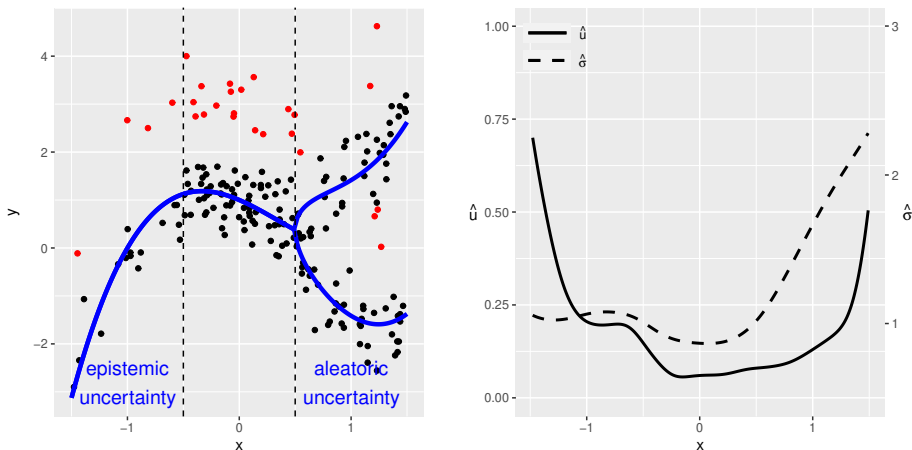 4
2
0
−2
y
epistemic
uncertainty
aleatoric
uncertainty
−1
0
1
x
1.00
0.75
0.50
0.25
0.00
û
û
σ̂
3
2
1
σ̂
−1
0
1
x